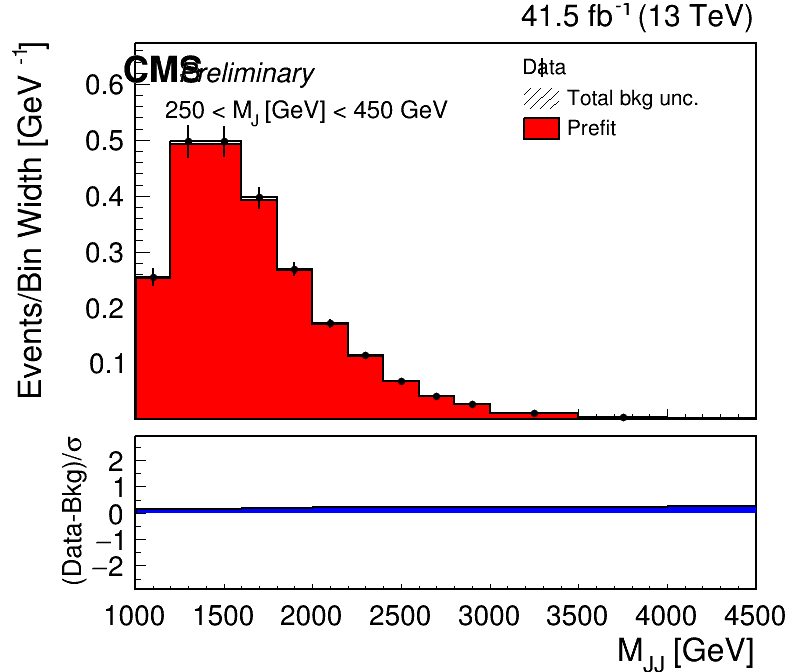 41.5 fb⁻¹ (13 TeV)
CMS Preliminary
250 < M_J [GeV] < 450 GeV
Data
Total bkg unc.
Prefit
Events/Bin Width [GeV⁻¹]
0.6
0.5
0.4
0.3
0.2
0.1
(Data-Bkg)/σ
2
1
0
−1
−2
1000 1500 2000 2500 3000 3500 4000 4500
M_JJ [GeV]